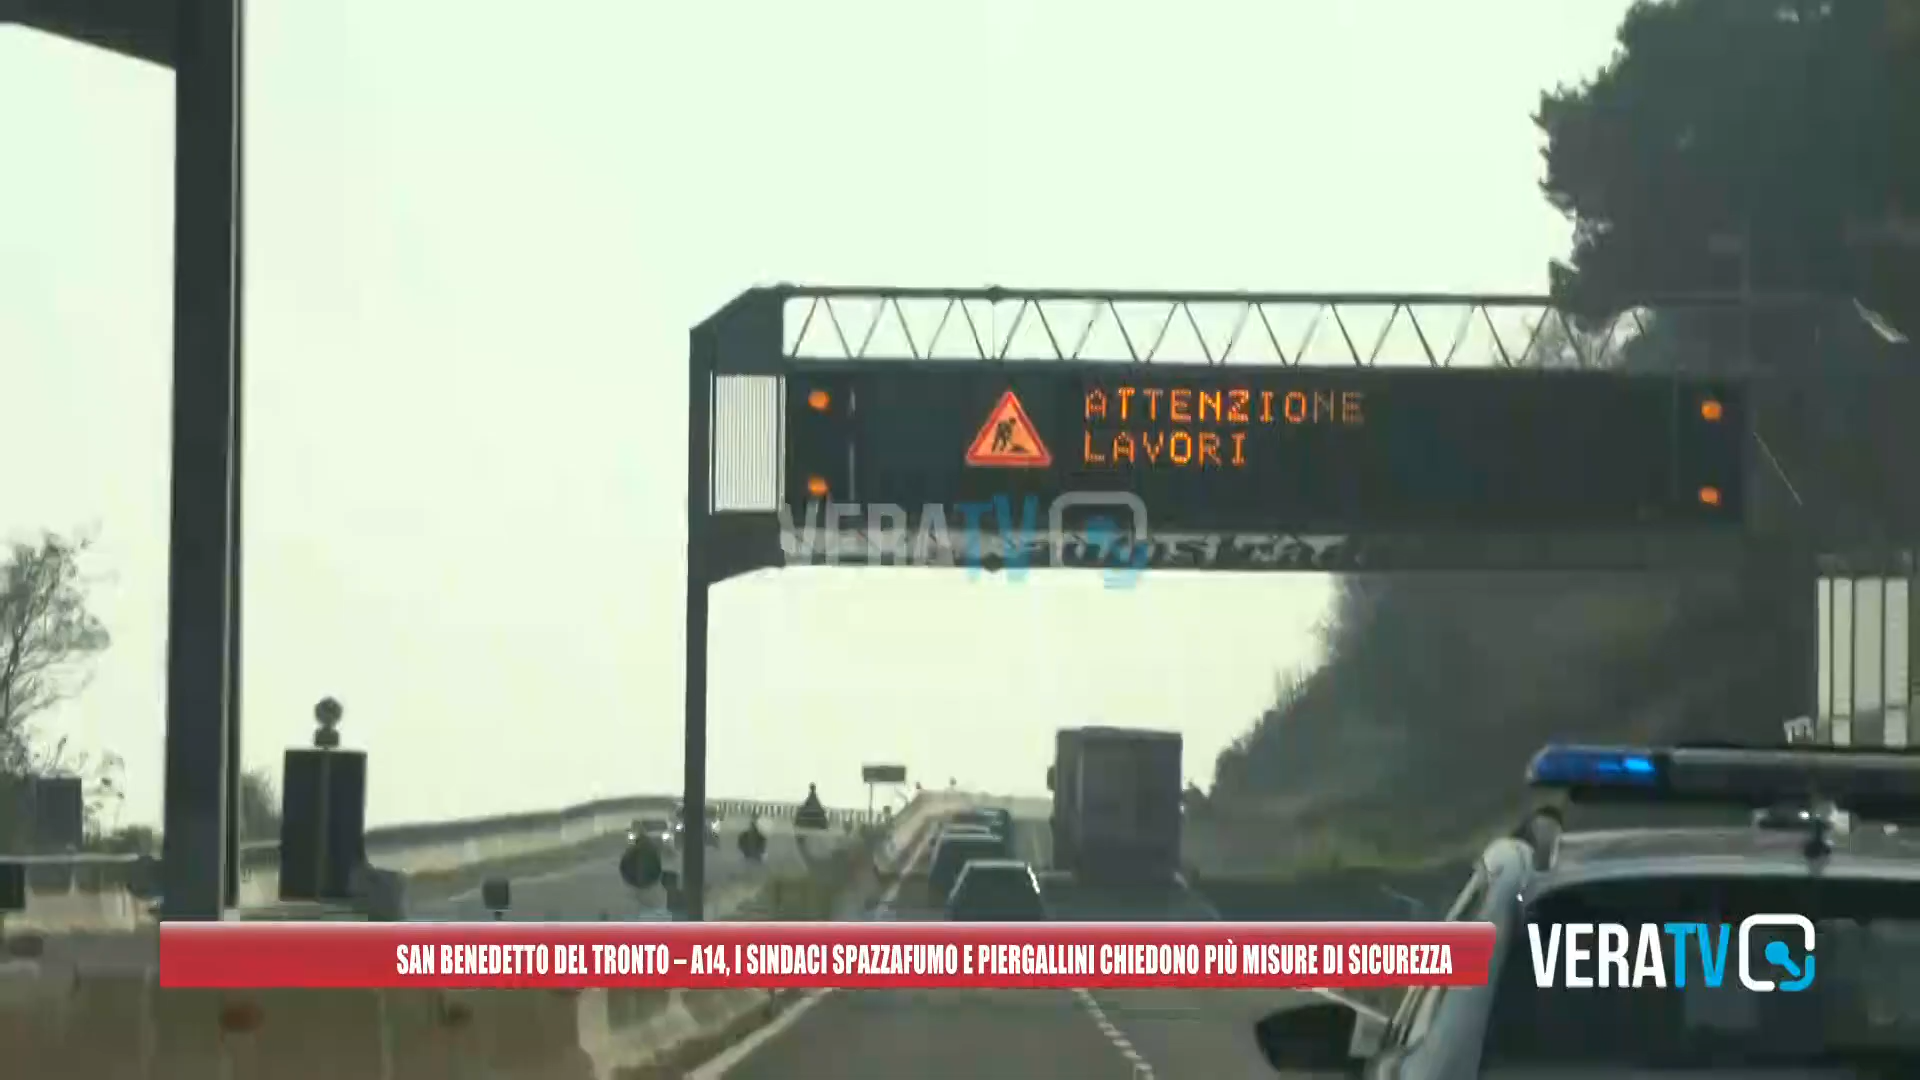 ATTENZIONE
LAVORI
VERATV
SAN BENEDETTO DEL TRONTO – A14, I SINDACI SPAZZAFUMO E PIERGALLINI CHIEDONO PIÙ MISURE DI SICUREZZA
VERATV